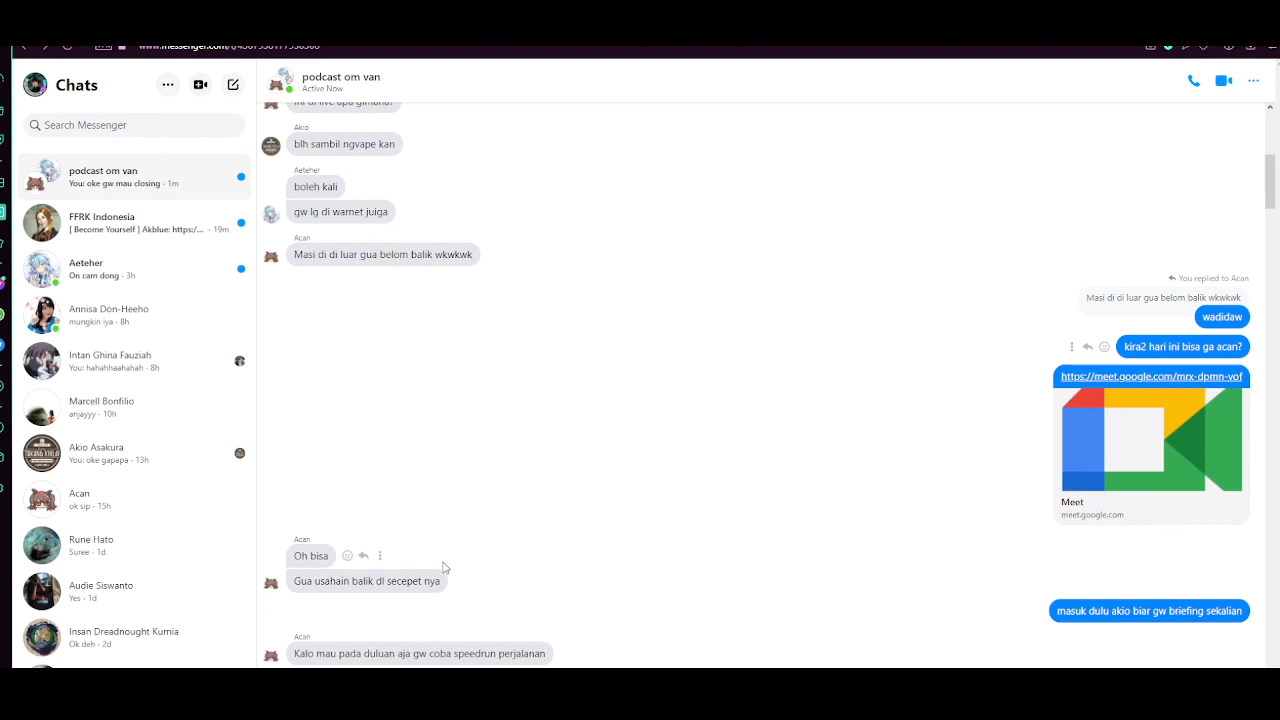 Chats
Search Messenger
podcast om van
You: oke gw mau closing · 1m
FFRK Indonesia
[ Become Yourself ] Akblue: https:/... · 19m
Aeteher
On cam dong · 3h
Annisa Don-Heeho
mungkin iya · 8h
Intan Ghina Fauziah
You: hahahhaahahah · 8h
Marcell Bonfilio
anjayyy · 10h
Akio Asakura
You: oke gapapa · 13h
Acan
ok sip · 15h
Rune Hato
Suree · 1d
Audie Siswanto
Yes · 1d
Insan Dreadnought Kurnia
Ok deh · 2d
podcast om van
Active Now
ini di live apa gimana?
Akio
blh sambil ngvape kan
Aeteher
boleh kali
gw lg di warnet juiga
Acan
Masi di di luar gua belom balik wkwkwk
You replied to Acan
Masi di di luar gua belom balik wkwkwk
wadidaw
kira2 hari ini bisa ga acan?
https://meet.google.com/mrx-dpmn-vof
Meet
meet.google.com
Acan
Oh bisa
Gua usahain balik dl secepet nya
masuk dulu akio biar gw briefing sekalian
Acan
Kalo mau pada duluan aja gw coba speedrun perjalanan